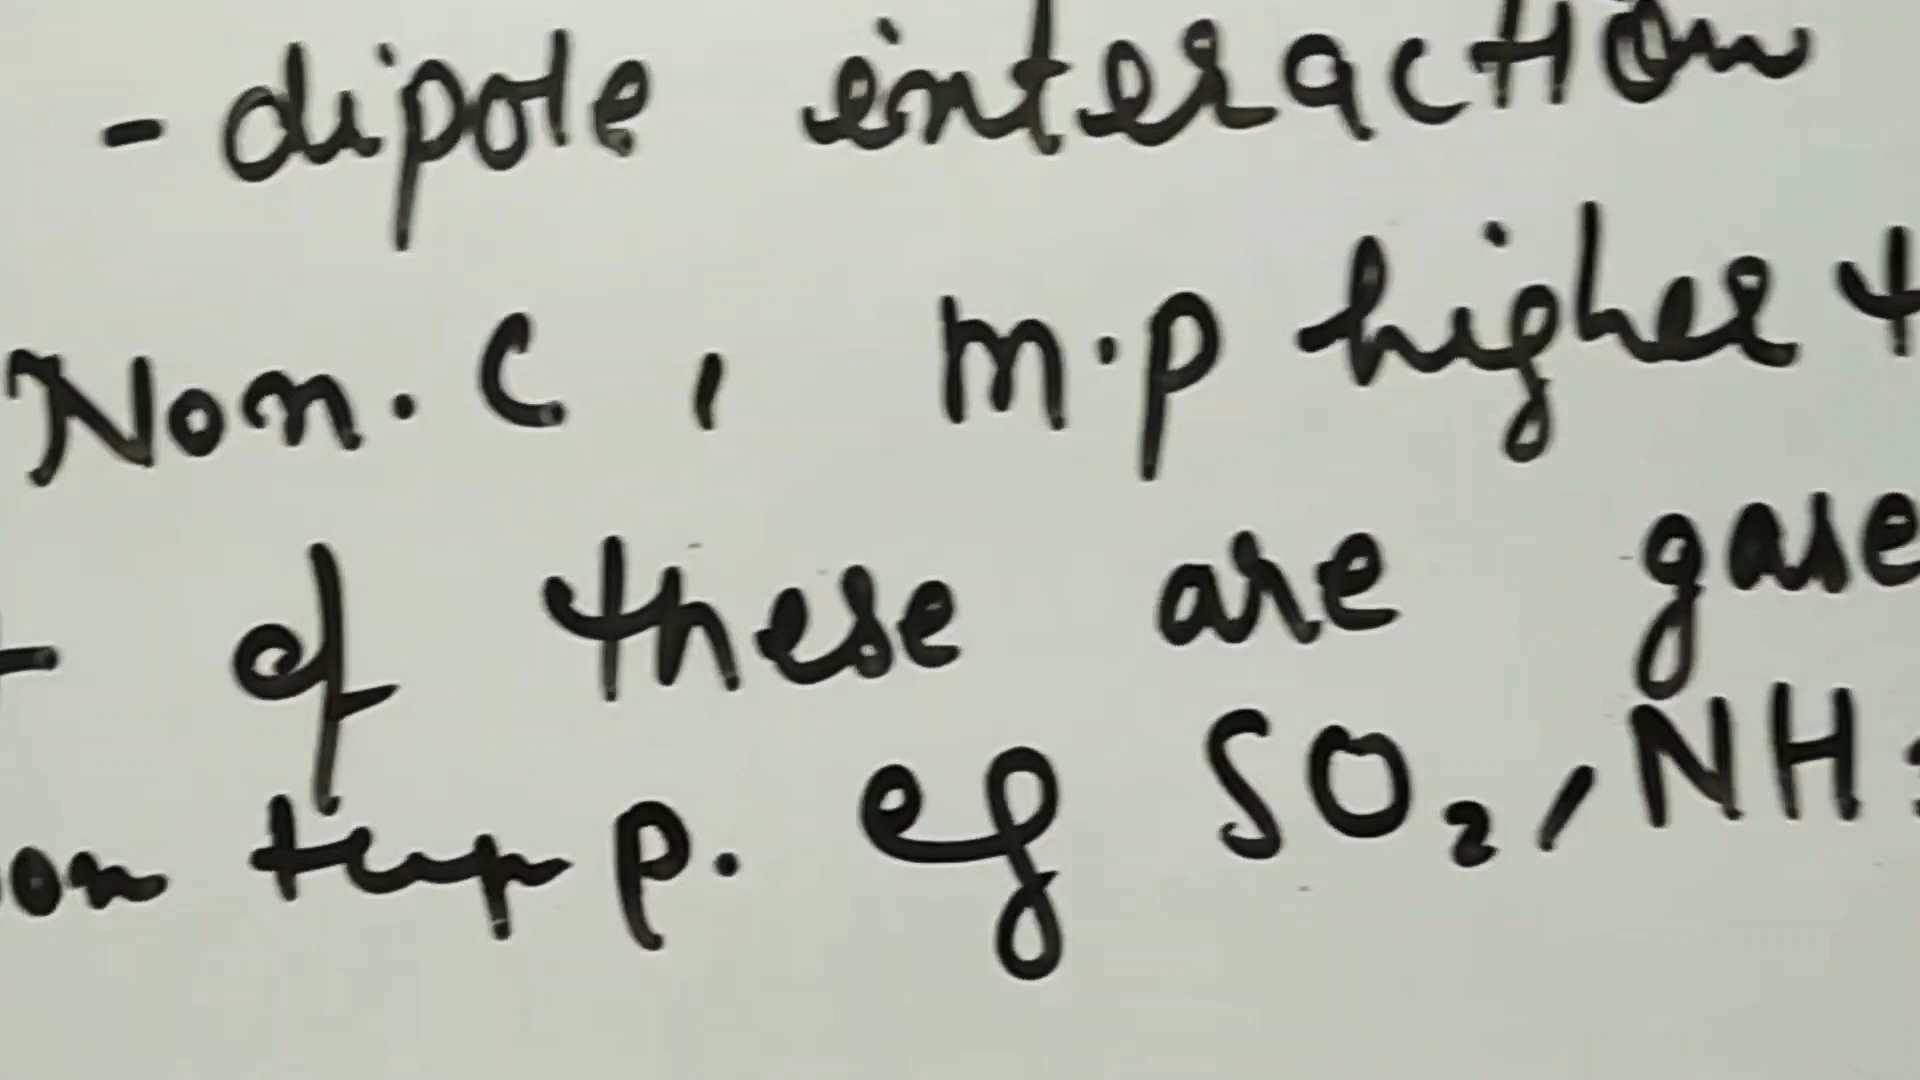 - dipole interaction
Non. C, m.p higher
of these are gase
temp. eg SO₂, NH